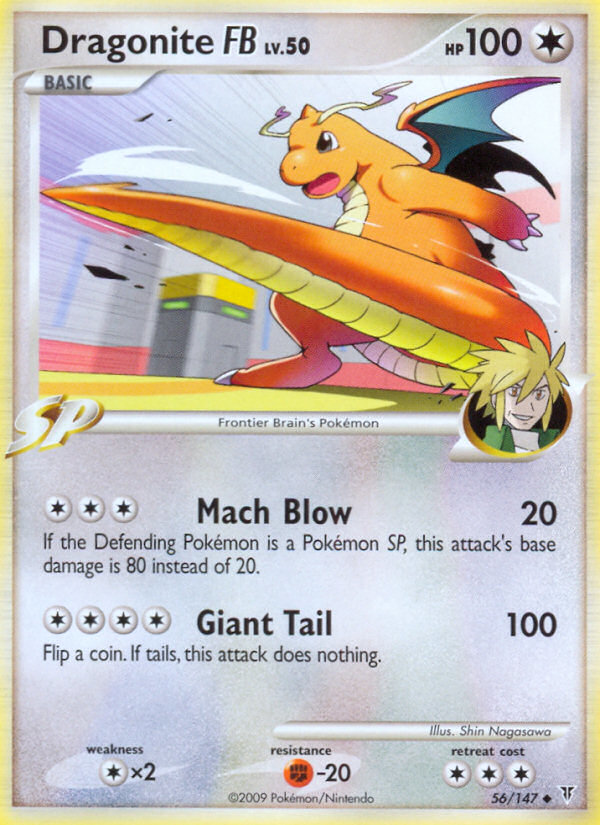 Dragonite FB LV.50 HP 100
BASIC
SP
Frontier Brain's Pokémon
Mach Blow 20
If the Defending Pokémon is a Pokémon SP, this attack's base
damage is 80 instead of 20.
Giant Tail 100
Flip a coin. If tails, this attack does nothing.
Illus. Shin Nagasawa
weakness resistance retreat cost
×2 -20
©2009 Pokémon/Nintendo 56/147